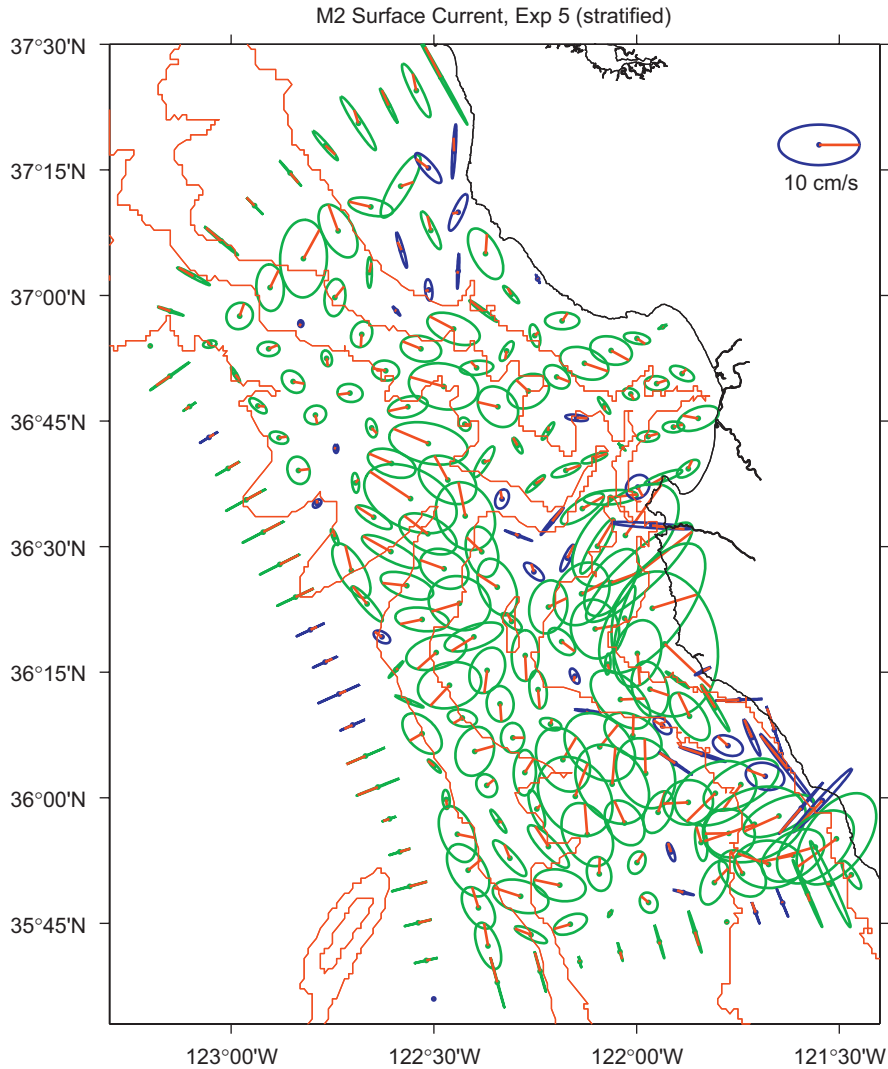 M2 Surface Current, Exp 5 (stratified)
37°30'N
37°15'N
10 cm/s
37°00'N
36°45'N
36°30'N
36°15'N
36°00'N
35°45'N
123°00'W
122°30'W
122°00'W
121°30'W